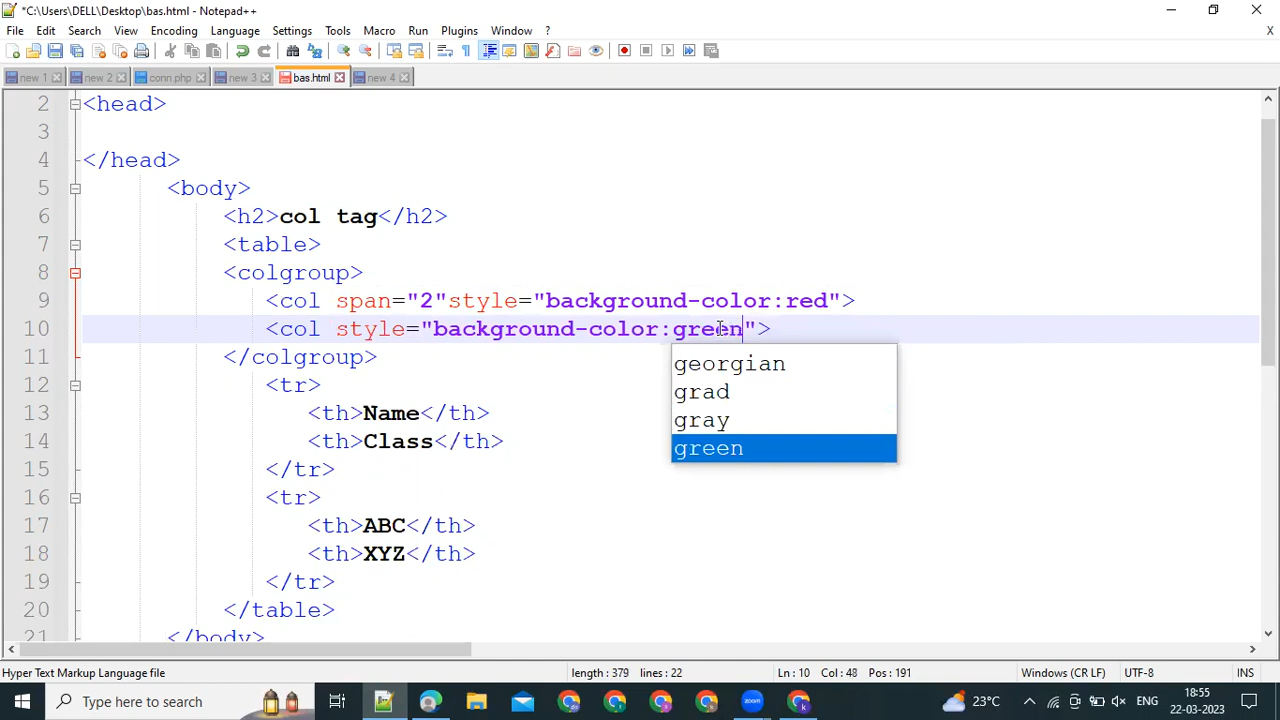 *C:\Users\DELL\Desktop\bas.html - Notepad++
File Edit Search View Encoding Language Settings Tools Macro Run Plugins Window ?
X
new 1 new 2 conn.php new 3 bas.html new 4
2 <head>
3
4 </head>
5 <body>
6 <h2>col tag</h2>
7 <table>
8 <colgroup>
9 <col span="2"style="background-color:red">
10 <col style="background-color:green">
georgian
grad
gray
green
11 </colgroup>
12 <tr>
13 <th>Name</th>
14 <th>Class</th>
15 </tr>
16 <tr>
17 <th>ABC</th>
18 <th>XYZ</th>
19 </tr>
20 </table>
21 </body>
Hyper Text Markup Language file length : 379 lines : 22 Ln : 10 Col : 48 Pos : 191 Windows (CR LF) UTF-8 INS
Type here to search 23°C ENG 18:55
22-03-2023